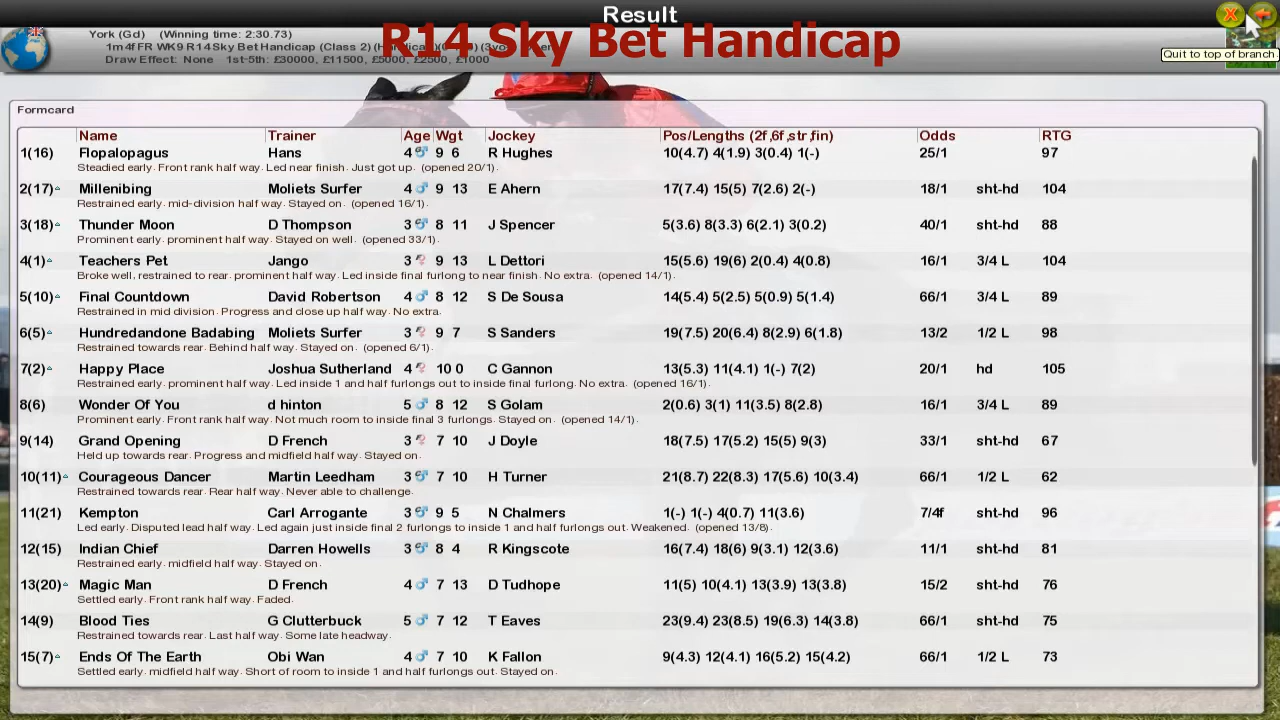 Result
R14 Sky Bet Handicap
York (Gd) (Winning time: 2:30.73)
1m4f FR WK9 R14 Sky Bet Handicap (Class 2)
Draw Effect: None 1st-5th: £30000, £11500, £5000, £2500, £1000
Quit to top of branch.
Formcard
Name Trainer Age Wgt Jockey Pos/Lengths (2f,6f,str,fin) Odds RTG
1(16) Flopalopagus Hans 4 9 6 R Hughes 10(4.7) 4(1.9) 3(0.4) 1(-) 25/1 97
Steadied early. Front rank half way. Led near finish. Just got up. (opened 20/1).
2(17) Millenibing Moliets Surfer 4 9 13 E Ahern 17(7.4) 15(5) 7(2.6) 2(-) 18/1 sht-hd 104
Restrained early. mid-division half way. Stayed on. (opened 16/1).
3(18) Thunder Moon D Thompson 3 8 11 J Spencer 5(3.6) 8(3.3) 6(2.1) 3(0.2) 40/1 sht-hd 88
Prominent early. prominent half way. Stayed on well. (opened 33/1).
4(1) Teachers Pet Jango 3 9 13 L Dettori 15(5.6) 19(6) 2(0.4) 4(0.8) 16/1 3/4 L 104
Broke well, restrained to rear. prominent half way. Led inside final furlong to near finish. No extra. (opened 14/1).
5(10) Final Countdown David Robertson 4 8 12 S De Sousa 14(5.4) 5(2.5) 5(0.9) 5(1.4) 66/1 3/4 L 89
Restrained in mid division. Progress and close up half way. No extra.
6(5) Hundredandone Badabing Moliets Surfer 3 9 7 S Sanders 19(7.5) 20(6.4) 8(2.9) 6(1.8) 13/2 1/2 L 98
Restrained towards rear. Behind half way. Stayed on. (opened 6/1).
7(2) Happy Place Joshua Sutherland 4 10 0 C Gannon 13(5.3) 11(4.1) 1(-) 7(2) 20/1 hd 105
Restrained early. prominent half way. Led inside 1 and half furlongs out to inside final furlong. No extra. (opened 16/1).
8(6) Wonder Of You d hinton 5 8 12 S Golam 2(0.6) 3(1) 11(3.5) 8(2.8) 16/1 3/4 L 89
Prominent early. Front rank half way. Not much room to inside final 3 furlongs. Stayed on. (opened 14/1).
9(14) Grand Opening D French 3 7 10 J Doyle 18(7.5) 17(5.2) 15(5) 9(3) 33/1 sht-hd 67
Held up towards rear. Progress and midfield half way. Stayed on.
10(11) Courageous Dancer Martin Leedham 3 7 10 H Turner 21(8.7) 22(8.3) 17(5.6) 10(3.4) 66/1 1/2 L 62
Restrained towards rear. Rear half way. Never able to challenge.
11(21) Kempton Carl Arrogante 3 9 5 N Chalmers 1(-) 1(-) 4(0.7) 11(3.6) 7/4f sht-hd 96
Led early. Disputed lead half way. Led again just inside final 2 furlongs to inside 1 and half furlongs out. Weakened. (opened 13/8).
12(15) Indian Chief Darren Howells 3 8 4 R Kingscote 16(7.4) 18(6) 9(3.1) 12(3.6) 11/1 sht-hd 81
Restrained early. midfield half way. Stayed on.
13(20) Magic Man D French 4 7 13 D Tudhope 11(5) 10(4.1) 13(3.9) 13(3.8) 15/2 sht-hd 76
Settled early. Front rank half way. Faded.
14(9) Blood Ties G Clutterbuck 5 7 12 T Eaves 23(9.4) 23(8.5) 19(6.3) 14(3.8) 66/1 sht-hd 75
Restrained towards rear. Last half way. Some late headway.
15(7) Ends Of The Earth Obi Wan 4 7 10 K Fallon 9(4.3) 12(4.1) 16(5.2) 15(4.2) 66/1 1/2 L 73
Settled early. midfield half way. Short of room to inside 1 and half furlongs out. Stayed on.